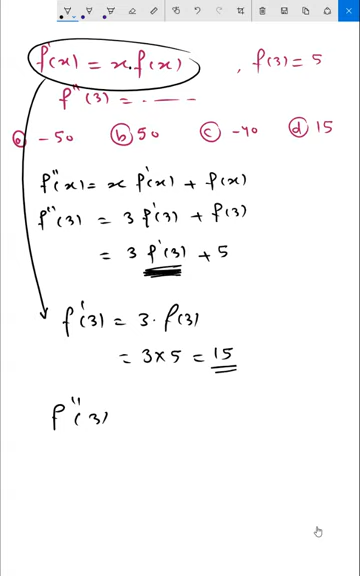 f'(x) = x.f(x) , f(3) = 5
f''(3) = .....
ⓐ -50 ⓑ 50 ⓒ -40 ⓓ 15
f''(x) = x f'(x) + f(x)
f''(3) = 3 f'(3) + f(3)
= 3 f'(3) + 5
f'(3) = 3. f(3)
= 3×5 = 15
f''(3)